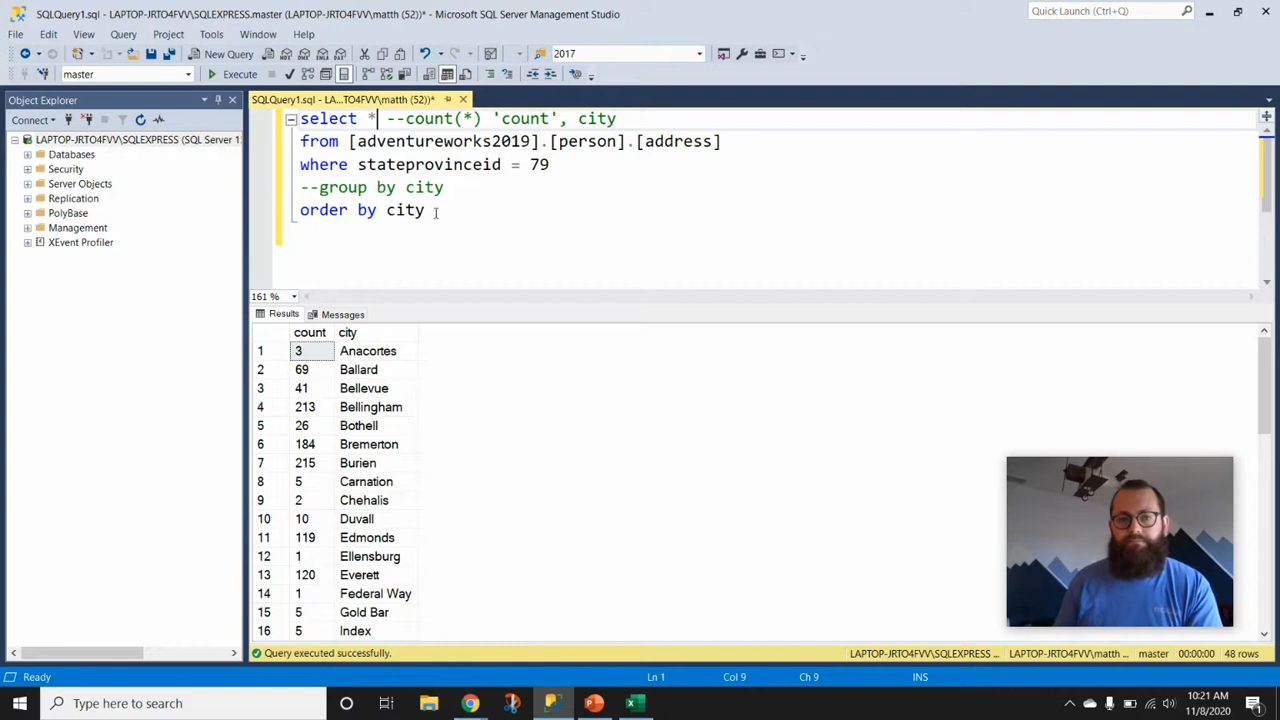 SQLQuery1.sql - LAPTOP-JRTO4FVV\SQLEXPRESS.master (LAPTOP-JRTO4FVV\matth (52))* - Microsoft SQL Server Management Studio
Quick Launch (Ctrl+Q)
File Edit View Query Project Tools Window Help
New Query 2017
master Execute
Object Explorer
SQLQuery1.sql - LA...TO4FVV\matth (52))*
Connect
LAPTOP-JRTO4FVV\SQLEXPRESS (SQL Server 1
Databases
Security
Server Objects
Replication
PolyBase
Management
XEvent Profiler
select * --count(*) 'count', city
from [adventureworks2019].[person].[address]
where stateprovinceid = 79
--group by city
order by city
161 %
Results Messages
count city
1 3 Anacortes
2 69 Ballard
3 41 Bellevue
4 213 Bellingham
5 26 Bothell
6 184 Bremerton
7 215 Burien
8 5 Carnation
9 2 Chehalis
10 10 Duvall
11 119 Edmonds
12 1 Ellensburg
13 120 Everett
14 1 Federal Way
15 5 Gold Bar
16 5 Index
Query executed successfully. LAPTOP-JRTO4FVV\SQLEXPRESS ... LAPTOP-JRTO4FVV\matth ... master 00:00:00 48 rows
Ready Ln 1 Col 9 Ch 9 INS
Type here to search
10:21 AM
11/8/2020